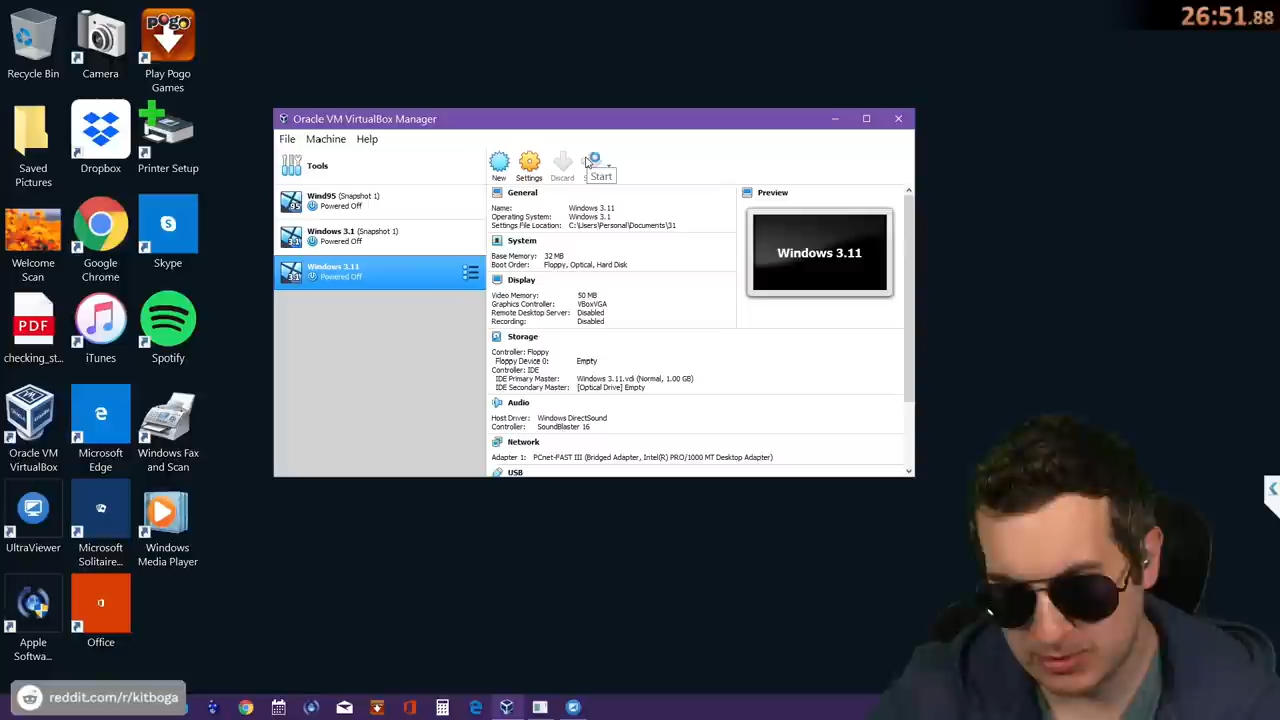 26:51.88
Recycle Bin
Camera
Play Pogo
Games
pogo
Saved
Pictures
Dropbox
Printer Setup
Welcome
Scan
Google
Chrome
Skype
PDF
checking_st...
iTunes
Spotify
Oracle VM
VirtualBox
Microsoft
Edge
Windows Fax
and Scan
UltraViewer
Microsoft
Solitaire...
Windows
Media Player
Apple
Softwa...
Office
Oracle VM VirtualBox Manager
File Machine Help
Tools
Wind95 (Snapshot 1)
Powered Off
Windows 3.1 (Snapshot 1)
Powered Off
Windows 3.11
Powered Off
New Settings Discard
Start
General
Name: Windows 3.11
Operating System: Windows 3.1
Settings File Location: C:\Users\Personal\Documents\31
System
Base Memory: 32 MB
Boot Order: Floppy, Optical, Hard Disk
Display
Video Memory: 50 MB
Graphics Controller: VBoxVGA
Remote Desktop Server: Disabled
Recording: Disabled
Storage
Controller: Floppy
Floppy Device 0: Empty
Controller: IDE
IDE Primary Master: Windows 3.11.vdi (Normal, 1.00 GB)
IDE Secondary Master: [Optical Drive] Empty
Audio
Host Driver: Windows DirectSound
Controller: SoundBlaster 16
Network
Adapter 1: PCnet-FAST III (Bridged Adapter, Intel(R) PRO/1000 MT Desktop Adapter)
USB
Preview
Windows 3.11
reddit.com/r/kitboga